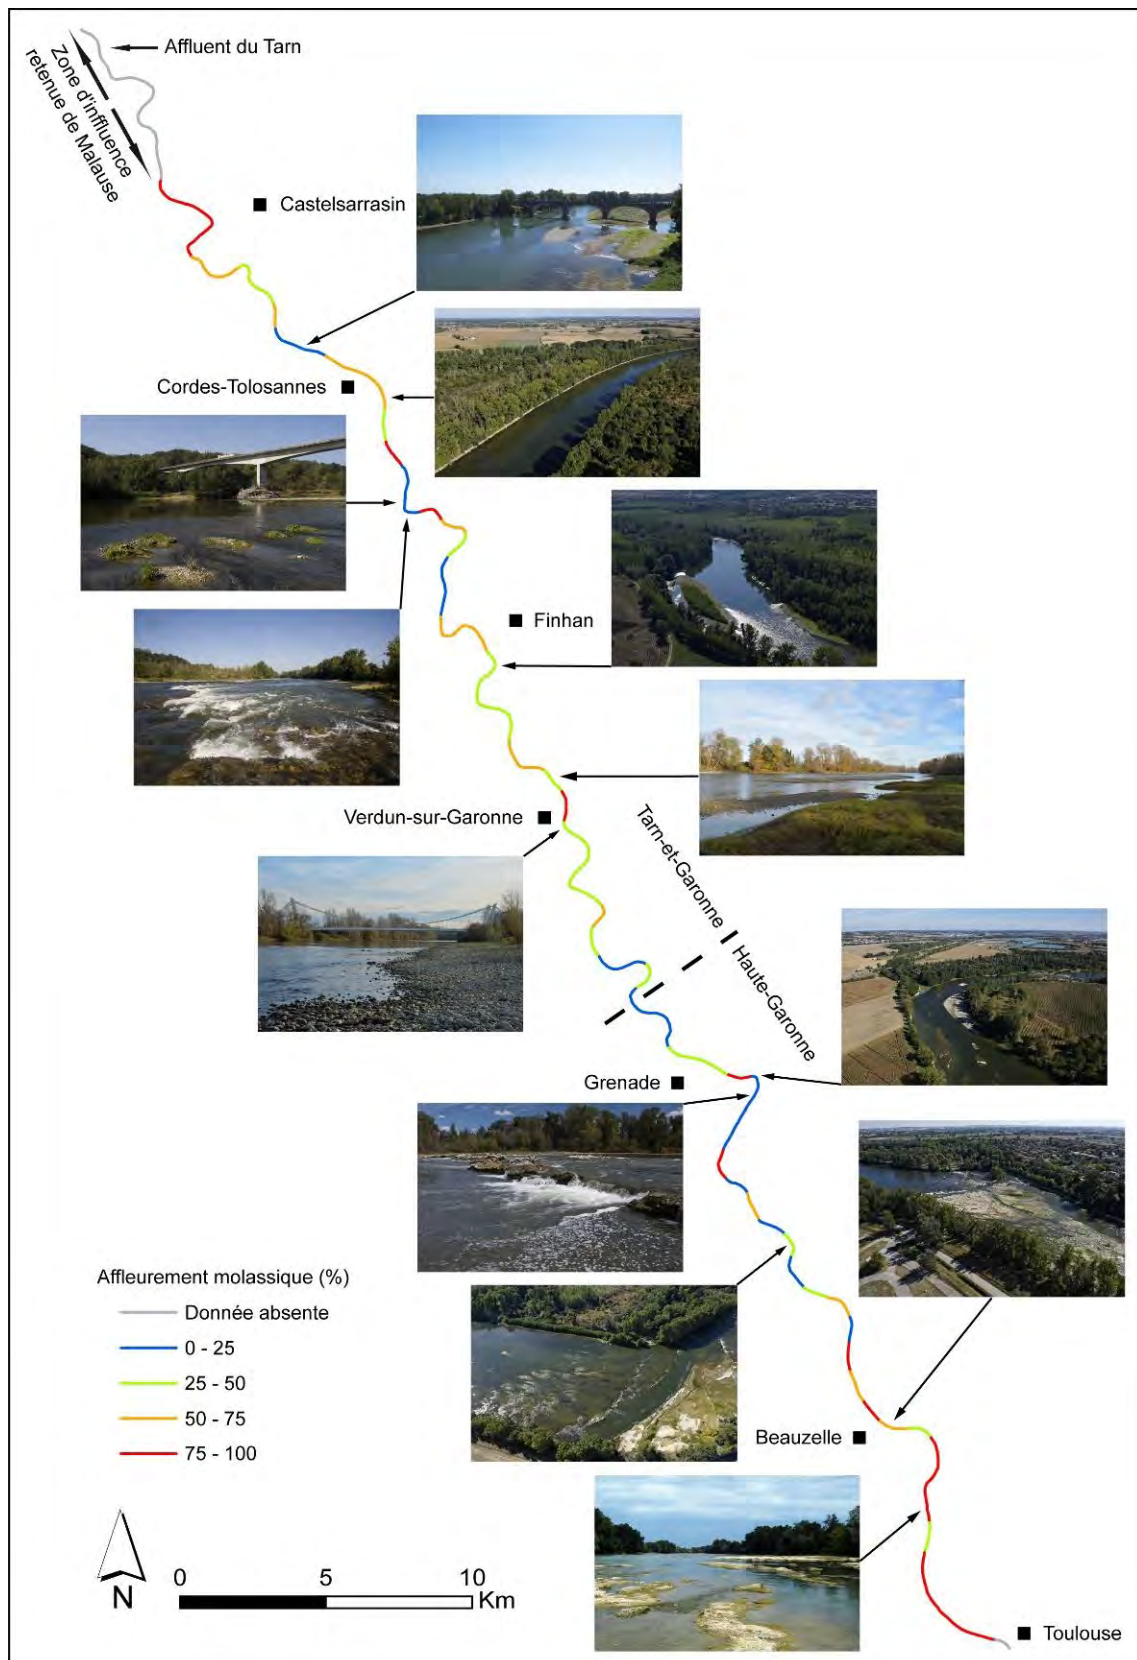 Affluent du Tarn
Zone d'inffluence
retenue de Malause
Castelsarrasin
Cordes-Tolosannes
Finhan
Verdun-sur-Garonne
Tarn-et-Garonne
Haute-Garonne
Grenade
Affleurement molassique (%)
Donnée absente
0 - 25
25 - 50
50 - 75
75 - 100
Beauzelle
N
0 5 10
Km
Toulouse